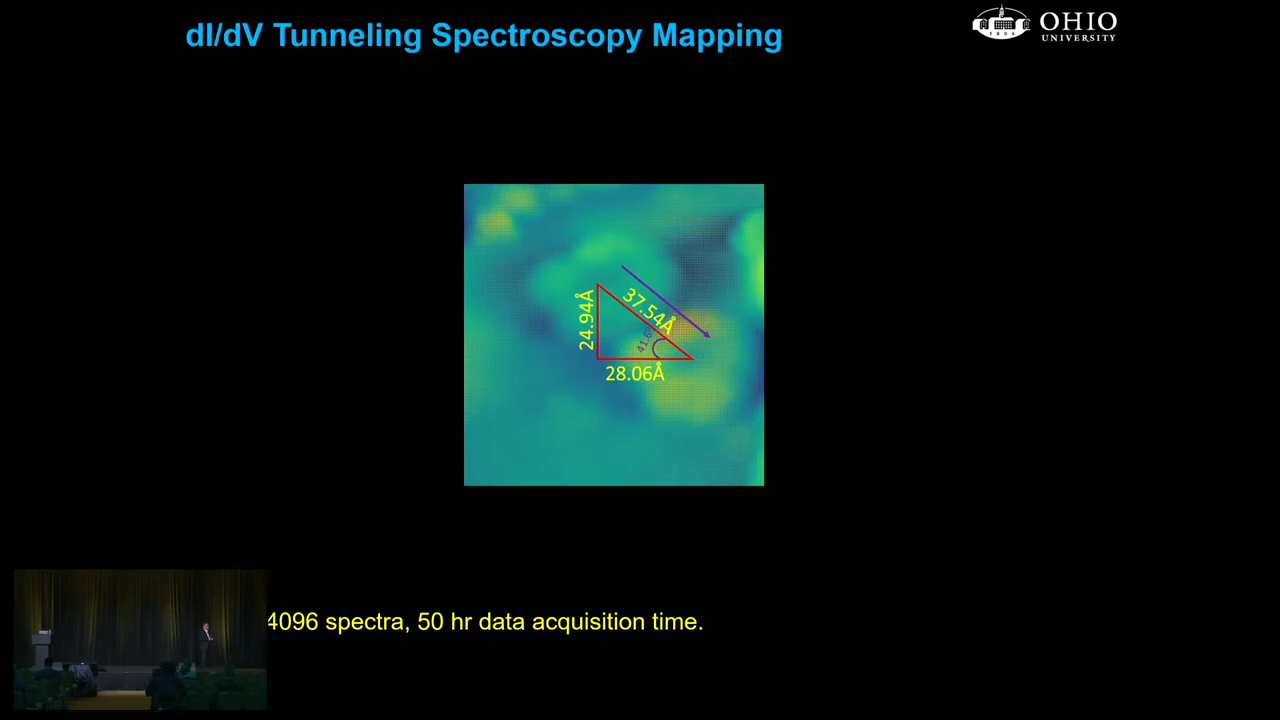 dI/dV Tunneling Spectroscopy Mapping
OHIO
UNIVERSITY
1804
37.54Å
24.94Å
28.06Å
4096 spectra, 50 hr data acquisition time.